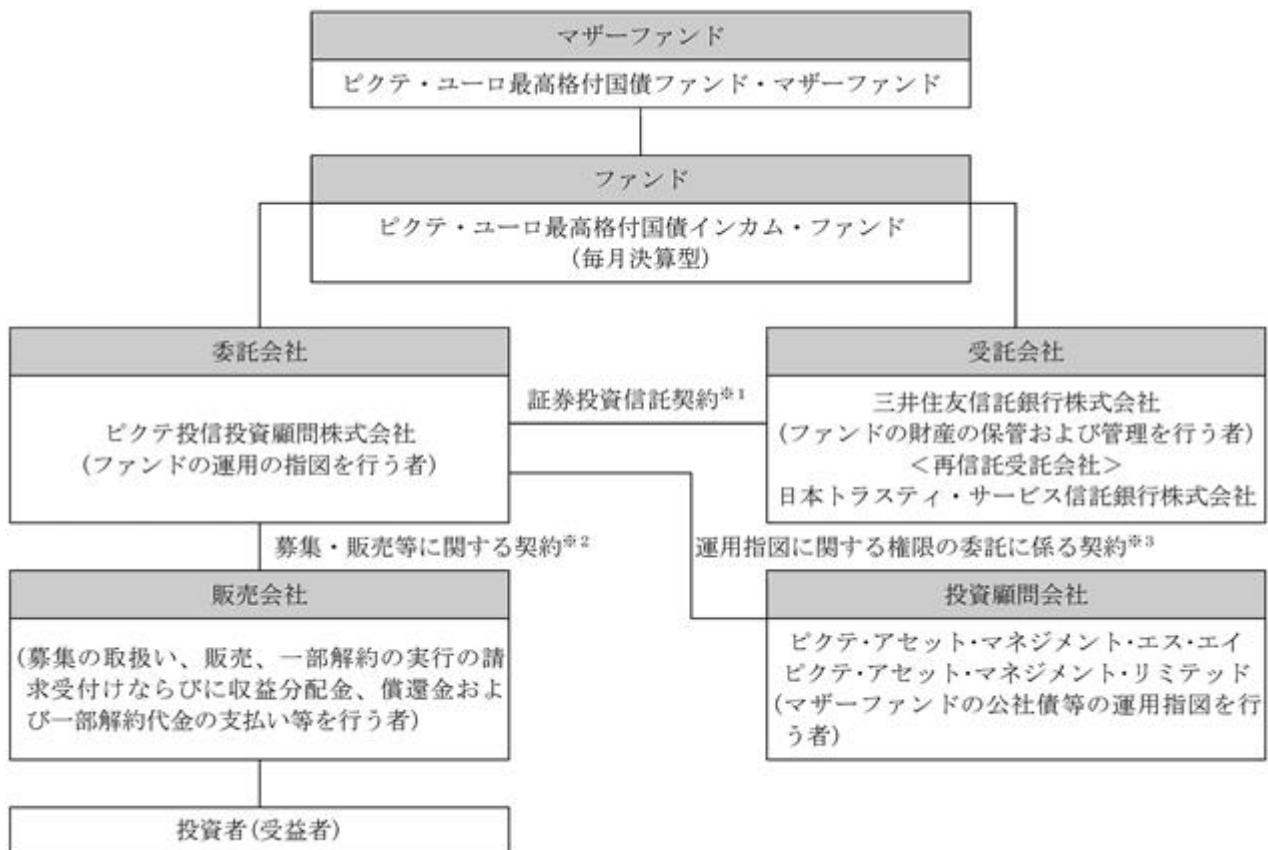 マザーファンド
ピクテ・ユーロ最高格付国債ファンド・マザーファンド
ファンド
ピクテ・ユーロ最高格付国債インカム・ファンド
(毎月決算型)
委託会社
ピクテ投信投資顧問株式会社
(ファンドの運用の指図を行う者)
証券投資信託契約※1
受託会社
三井住友信託銀行株式会社
(ファンドの財産の保管および管理を行う者)
＜再信託受託会社＞
日本トラスティ・サービス信託銀行株式会社
募集・販売等に関する契約※2
運用指図に関する権限の委託に係る契約※3
販売会社
(募集の取扱い、販売、一部解約の実行の請
求受付けならびに収益分配金、償還金およ
び一部解約代金の支払い等を行う者)
投資顧問会社
ピクテ・アセット・マネジメント・エス・エイ
ピクテ・アセット・マネジメント・リミテッド
(マザーファンドの公社債等の運用指図を行
う者)
投資者(受益者)